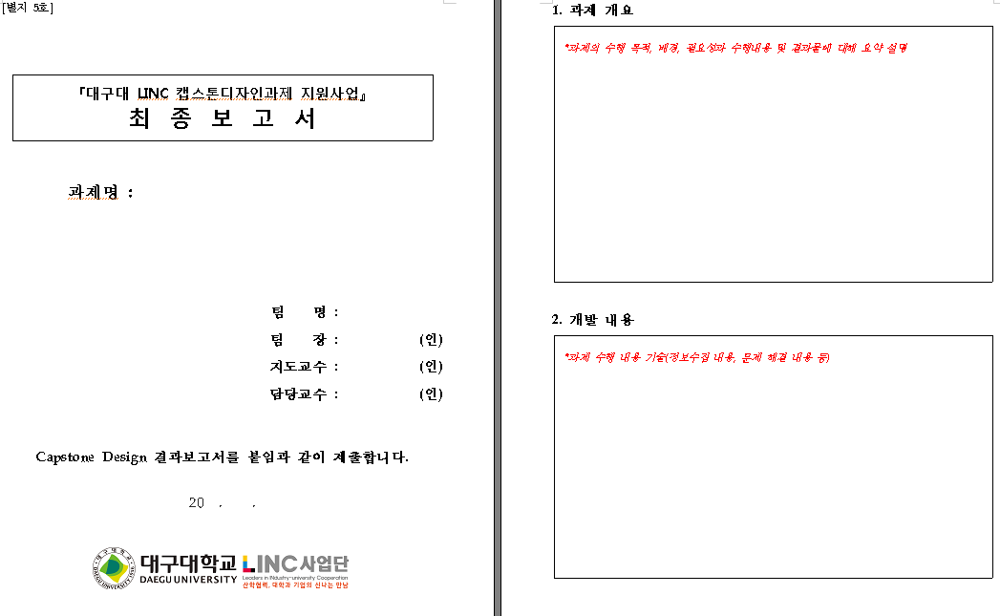 [별지 5호]
『대구대 LINC 캡스톤디자인과제 지원사업』
최 종 보 고 서
과제명 :
팀 명 :
팀 장 : (인)
지도교수 : (인)
담당교수 : (인)
Capstone Design 결과보고서를 붙임과 같이 제출합니다.
20 . .
대구대학교
DAEGU UNIVERSITY
LINC사업단
Leaders in INdustry-university Cooperation
산학협력, 대학과 기업의 신나는 만남
1. 과제 개요
*과제의 수행 목적, 배경, 필요성과 수행내용 및 결과물에 대해 요약 설명
2. 개발 내용
*과제 수행 내용 기술(정보수집 내용, 문제 해결 내용 등)